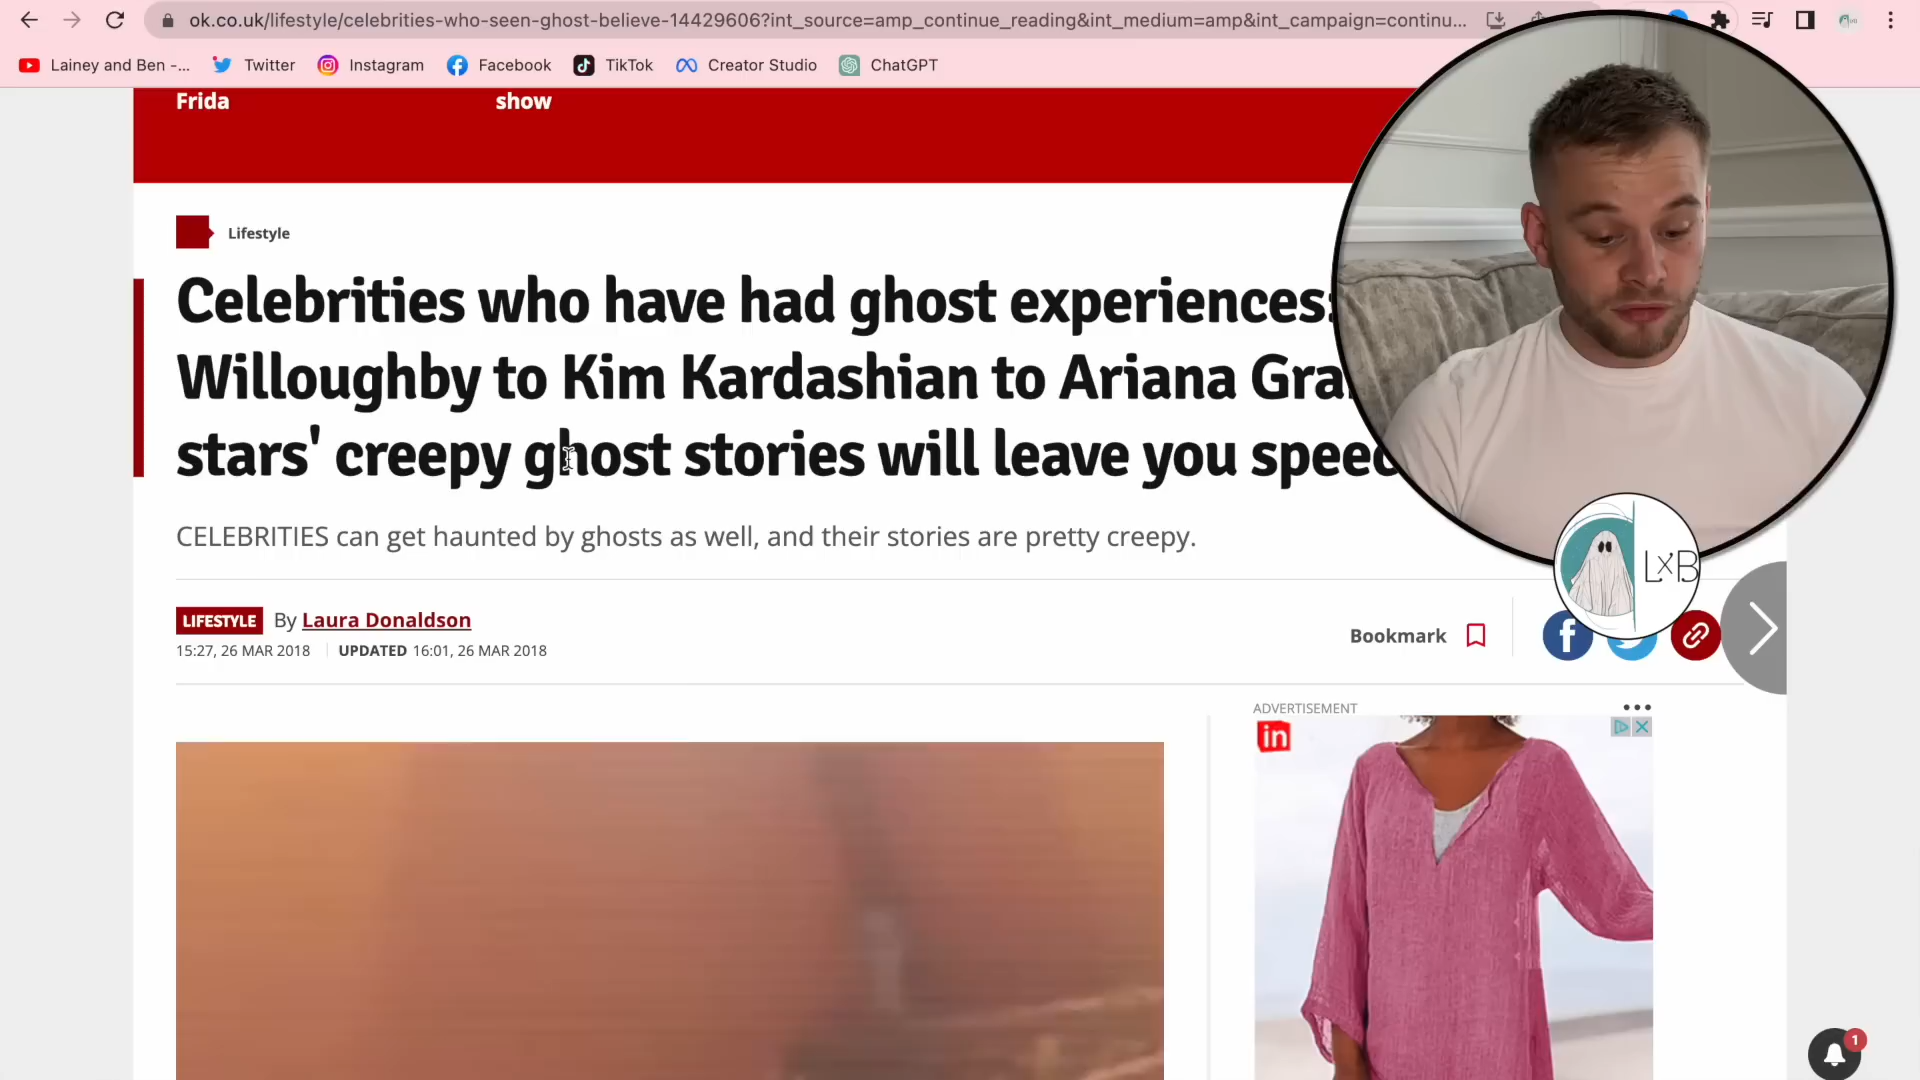 ok.co.uk/lifestyle/celebrities-who-seen-ghost-believe-14429606?int_source=amp_continue_reading&int_medium=amp&int_campaign=continu...
Lainey and Ben -... Twitter Instagram Facebook TikTok Creator Studio ChatGPT
Frida show
Lifestyle
Celebrities who have had ghost experiences:
Willoughby to Kim Kardashian to Ariana Gra
stars' creepy ghost stories will leave you speec
CELEBRITIES can get haunted by ghosts as well, and their stories are pretty creepy.
LxB
LIFESTYLE By Laura Donaldson
15:27, 26 MAR 2018 UPDATED 16:01, 26 MAR 2018
Bookmark
ADVERTISEMENT
in
1